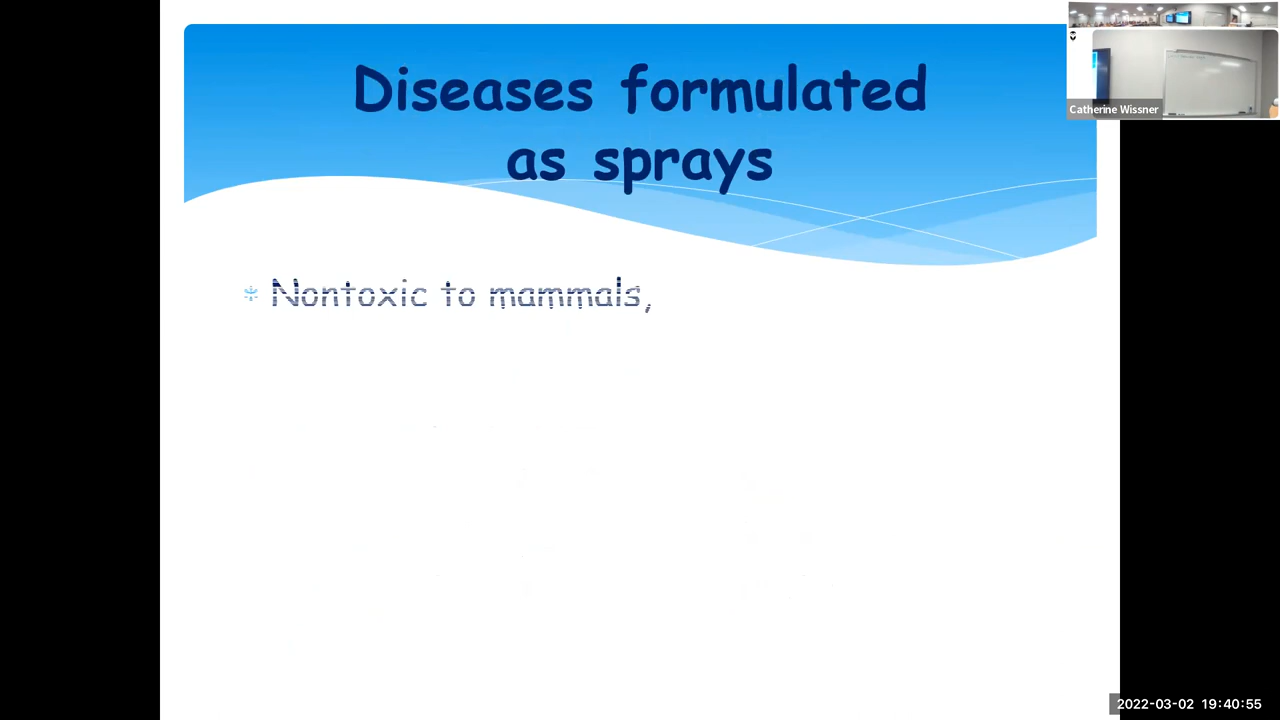 Diseases formulated
as sprays
Nontoxic to mammals,
Catherine Wissner
2022-03-02 19:40:55